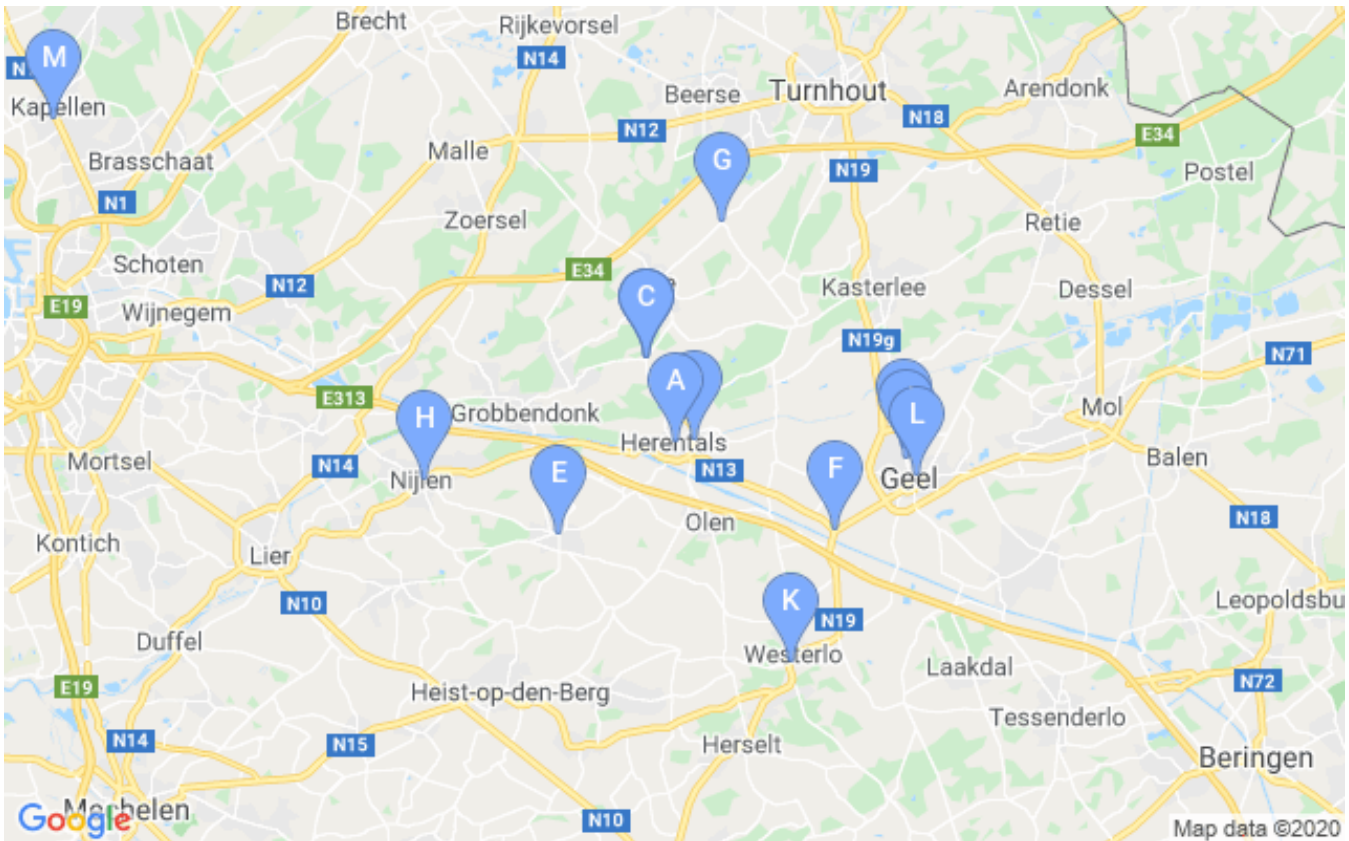 Brecht
Rijkevorsel
M
N14
Turnhout
Arendonk
Kapellen
Beerse
N12
N18
E34
Brasschaat
Malle
G
N19
Postel
N1
Zoersel
Retie
Schoten
E34
N12
Kasterlee
Dessel
E19
C
Wijnegem
N19g
N71
A
E313
Grobbendonk
Mol
H
L
Herentals
Mortsel
N14
Nijlen
E
N13
F
Geel
Balen
Olen
N18
Kontich
Lier
N10
K
N19
Leopoldsbu
Duffel
Westerlo
Laakdal
E19
Heist-op-den-Berg
N72
Tessenderlo
N14
N15
Herselt
Beringen
Mechelen
Google
N10
Map data ©2020